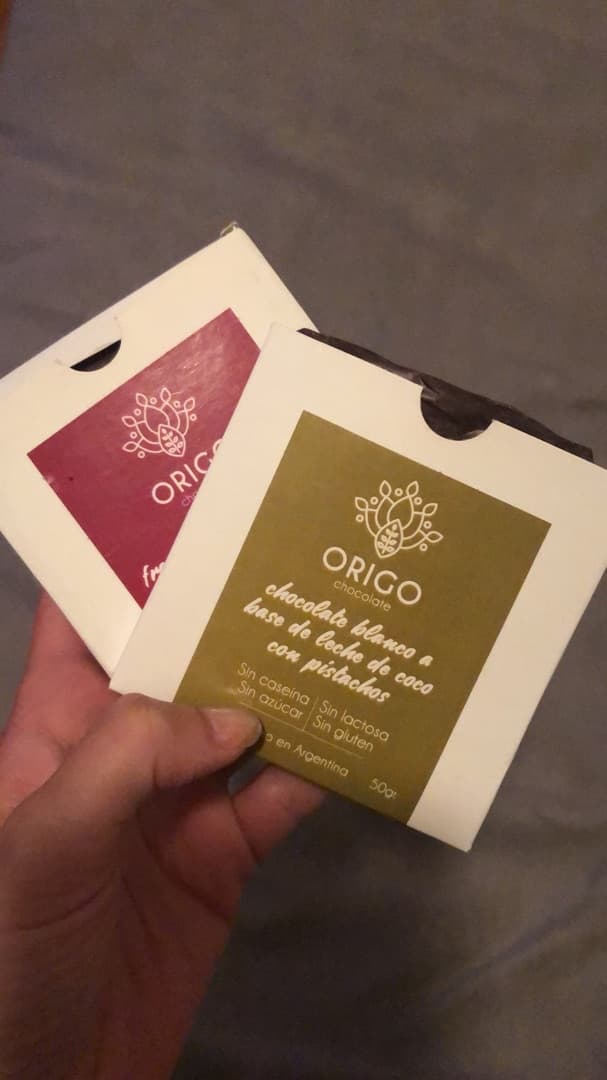 ORIGO
chocolate
chocolate blanco a
base de leche de coco
con pistachos
Sin caseína Sin lactosa
Sin azúcar Sin gluten
en Argentina
50gr